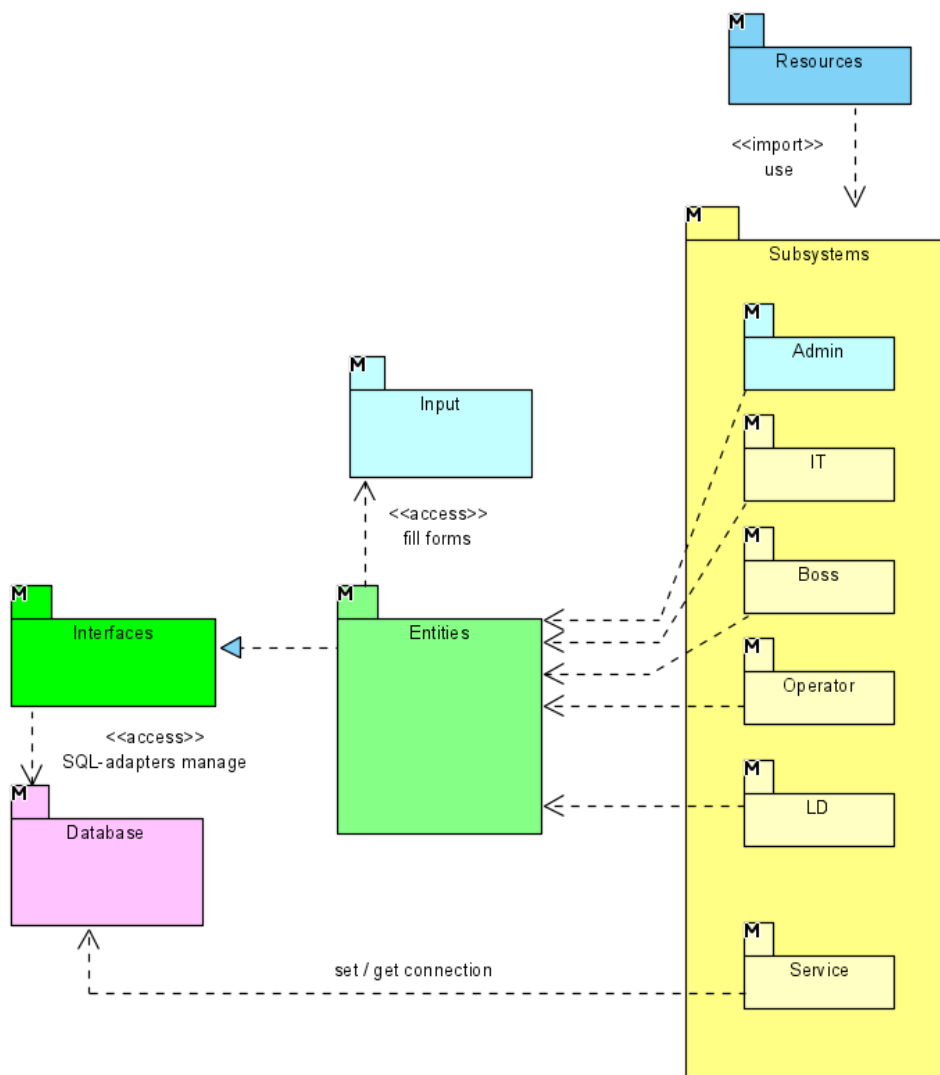 M
Resources
<<import>>
use
M
Subsystems
M
Admin
M
Input
M
IT
<<access>>
fill forms
M
Boss
M
Interfaces
M
Entities
M
Operator
<<access>>
SQL-adapters manage
M
Database
M
LD
M
Service
set / get connection